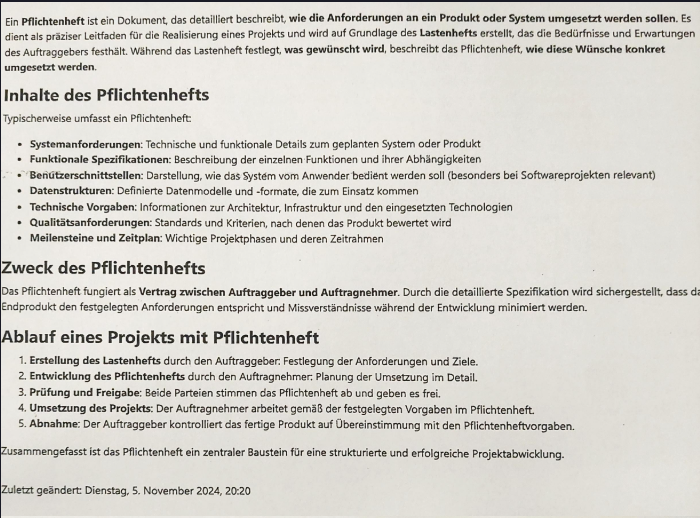 Ein Pflichtenheft ist ein Dokument, das detailliert beschreibt, wie die Anforderungen an ein Produkt oder System umgesetzt werden sollen. Es
dient als präziser Leitfaden für die Realisierung eines Projekts und wird auf Grundlage des Lastenhefts erstellt, das die Bedürfnisse und Erwartungen
des Auftraggebers festhält. Während das Lastenheft festlegt, was gewünscht wird, beschreibt das Pflichtenheft, wie diese Wünsche konkret
umgesetzt werden.
Inhalte des Pflichtenhefts
Typischerweise umfasst ein Pflichtenheft:
• Systemanforderungen: Technische und funktionale Details zum geplanten System oder Produkt
• Funktionale Spezifikationen: Beschreibung der einzelnen Funktionen und ihrer Abhängigkeiten
• Benutzerschnittstellen: Darstellung, wie das System vom Anwender bedient werden soll (besonders bei Softwareprojekten relevant)
• Datenstrukturen: Definierte Datenmodelle und -formate, die zum Einsatz kommen
• Technische Vorgaben: Informationen zur Architektur, Infrastruktur und den eingesetzten Technologien
• Qualitätsanforderungen: Standards und Kriterien, nach denen das Produkt bewertet wird
• Meilensteine und Zeitplan: Wichtige Projektphasen und deren Zeitrahmen
Zweck des Pflichtenhefts
Das Pflichtenheft fungiert als Vertrag zwischen Auftraggeber und Auftragnehmer. Durch die detaillierte Spezifikation wird sichergestellt, dass da
Endprodukt den festgelegten Anforderungen entspricht und Missverständnisse während der Entwicklung minimiert werden.
Ablauf eines Projekts mit Pflichtenheft
1. Erstellung des Lastenhefts durch den Auftraggeber: Festlegung der Anforderungen und Ziele.
2. Entwicklung des Pflichtenhefts durch den Auftragnehmer: Planung der Umsetzung im Detail.
3. Prüfung und Freigabe: Beide Parteien stimmen das Pflichtenheft ab und geben es frei.
4. Umsetzung des Projekts: Der Auftragnehmer arbeitet gemäß der festgelegten Vorgaben im Pflichtenheft.
5. Abnahme: Der Auftraggeber kontrolliert das fertige Produkt auf Übereinstimmung mit den Pflichtenheftvorgaben.
Zusammengefasst ist das Pflichtenheft ein zentraler Baustein für eine strukturierte und erfolgreiche Projektabwicklung.
Zuletzt geändert: Dienstag, 5. November 2024, 20:20